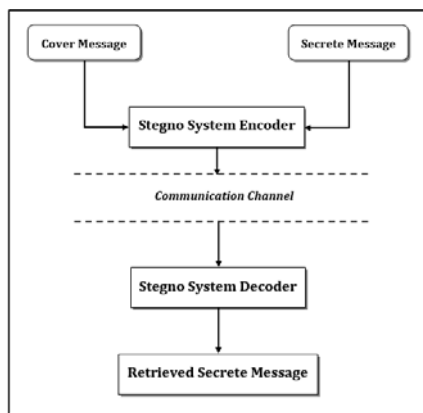 Cover Message
Secrete Message
Stegno System Encoder
Communication Channel
Stegno System Decoder
Retrieved Secrete Message